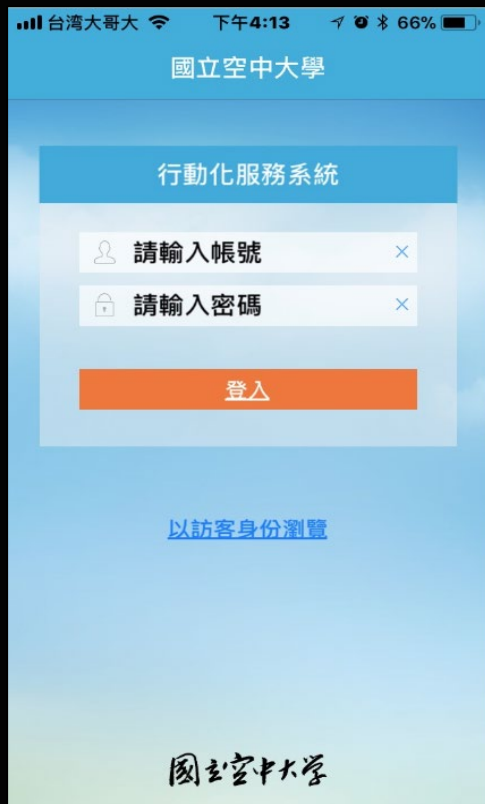 台湾大哥大 下午4:13 66%
國立空中大學
行動化服務系統
請輸入帳號
請輸入密碼
登入
以訪客身份瀏覽
國立空中大学